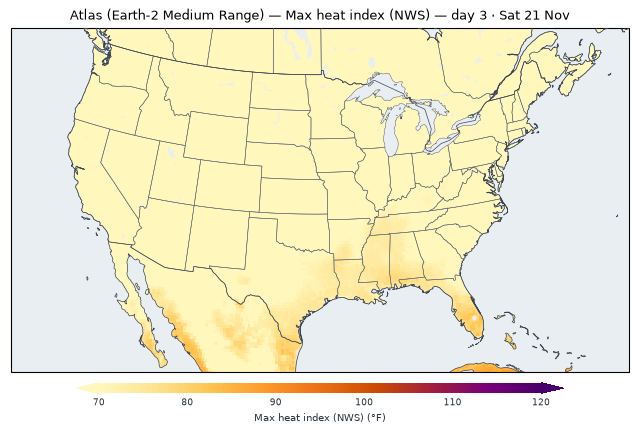 Atlas (Earth-2 Medium Range) — Max heat index (NWS) — day 3 · Sat 21 Nov
70 80 90 100 110 120
Max heat index (NWS) (°F)